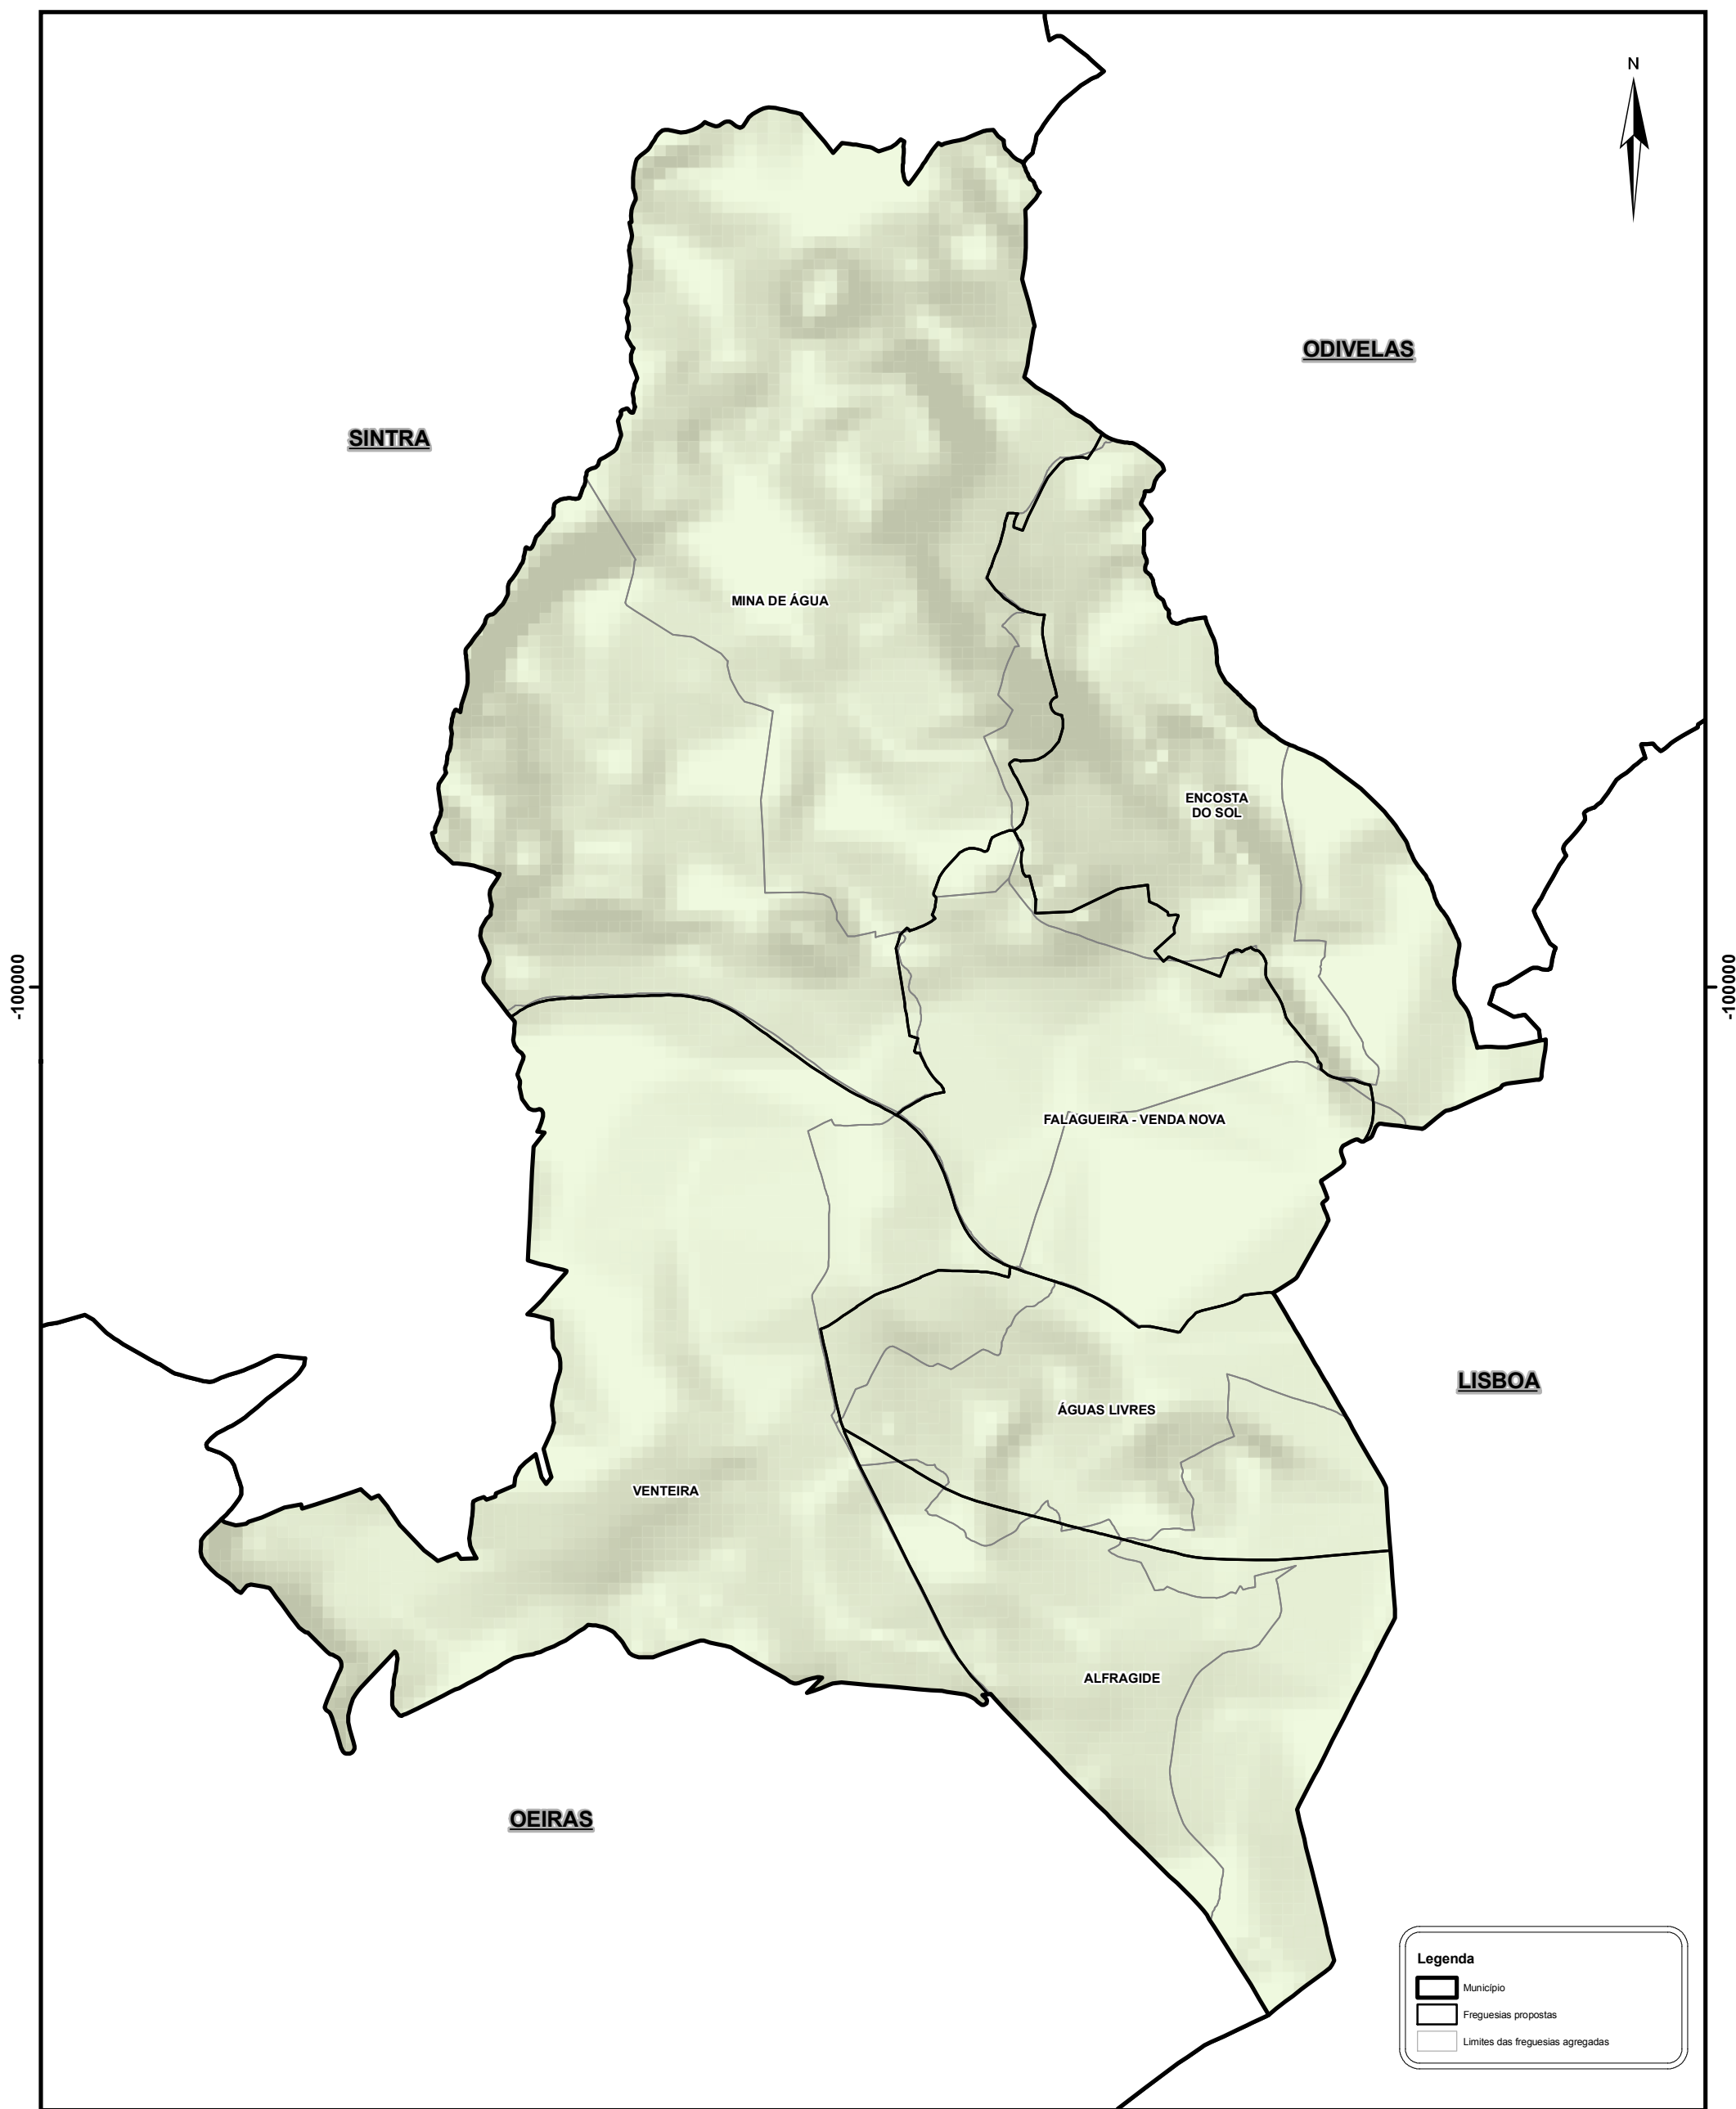 N
ODIVELAS
SINTRA
MINA DE ÁGUA
ENCOSTA
DO SOL
-100000
-100000
FALAGUEIRA - VENDA NOVA
LISBOA
ÁGUAS LIVRES
VENTEIRA
ALFRAGIDE
OEIRAS
Legenda
Município
Freguesias propostas
Limites das freguesias agregadas